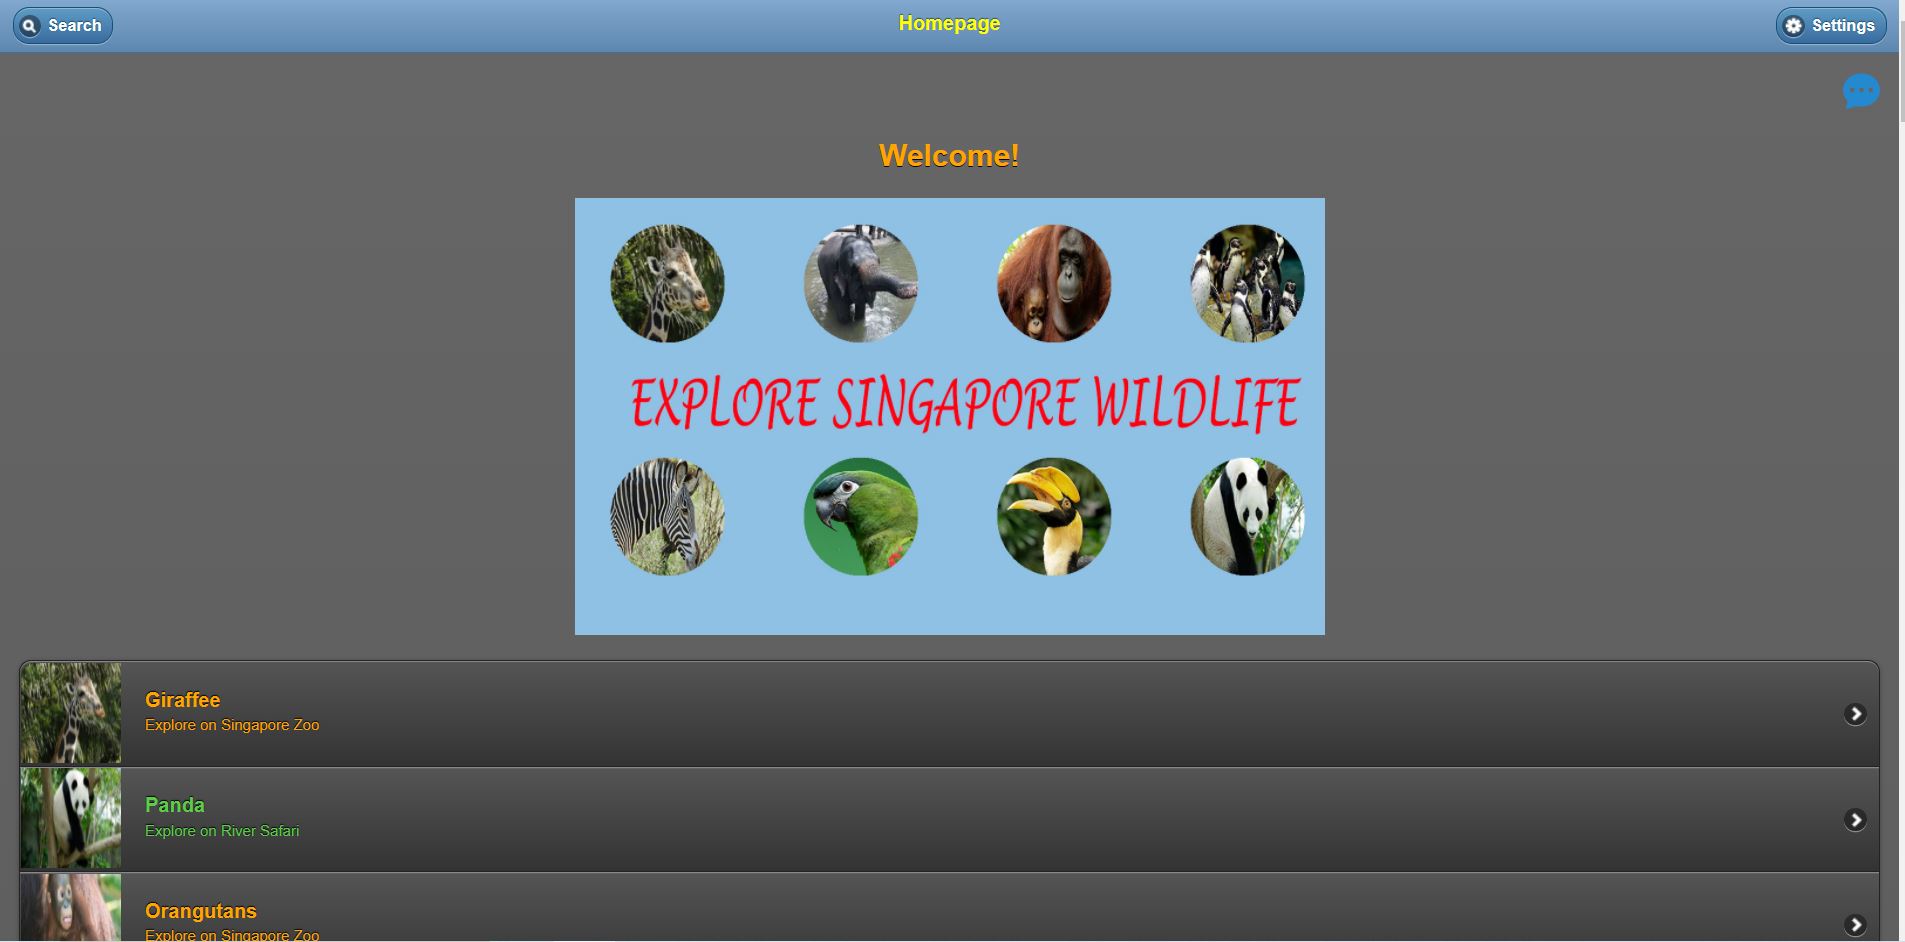 Search
Homepage
Settings
Welcome!
EXPLORE SINGAPORE WILDLIFE
Giraffee
Explore on Singapore Zoo
Panda
Explore on River Safari
Orangutans
Explore on Singapore Zoo